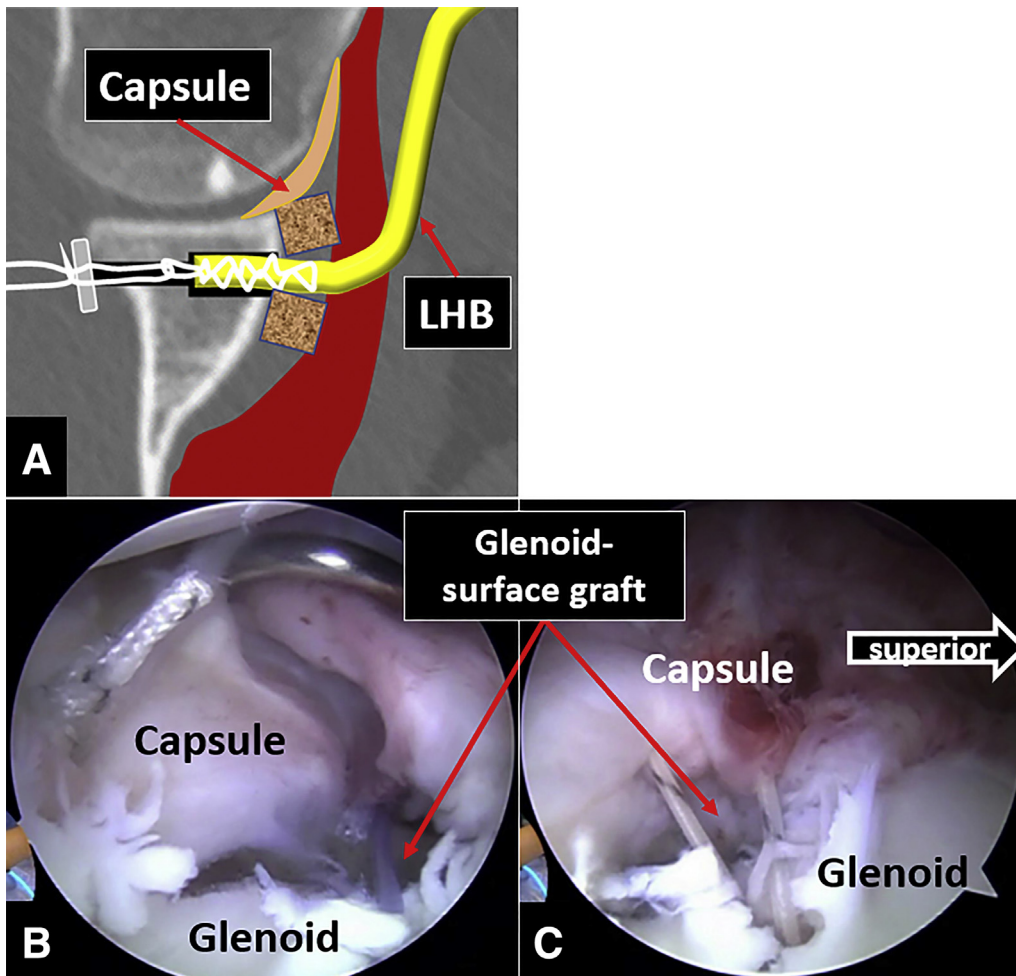 Capsule
LHB
A
Glenoid-
surface graft
Capsule
Glenoid
B
superior
Capsule
Glenoid
C